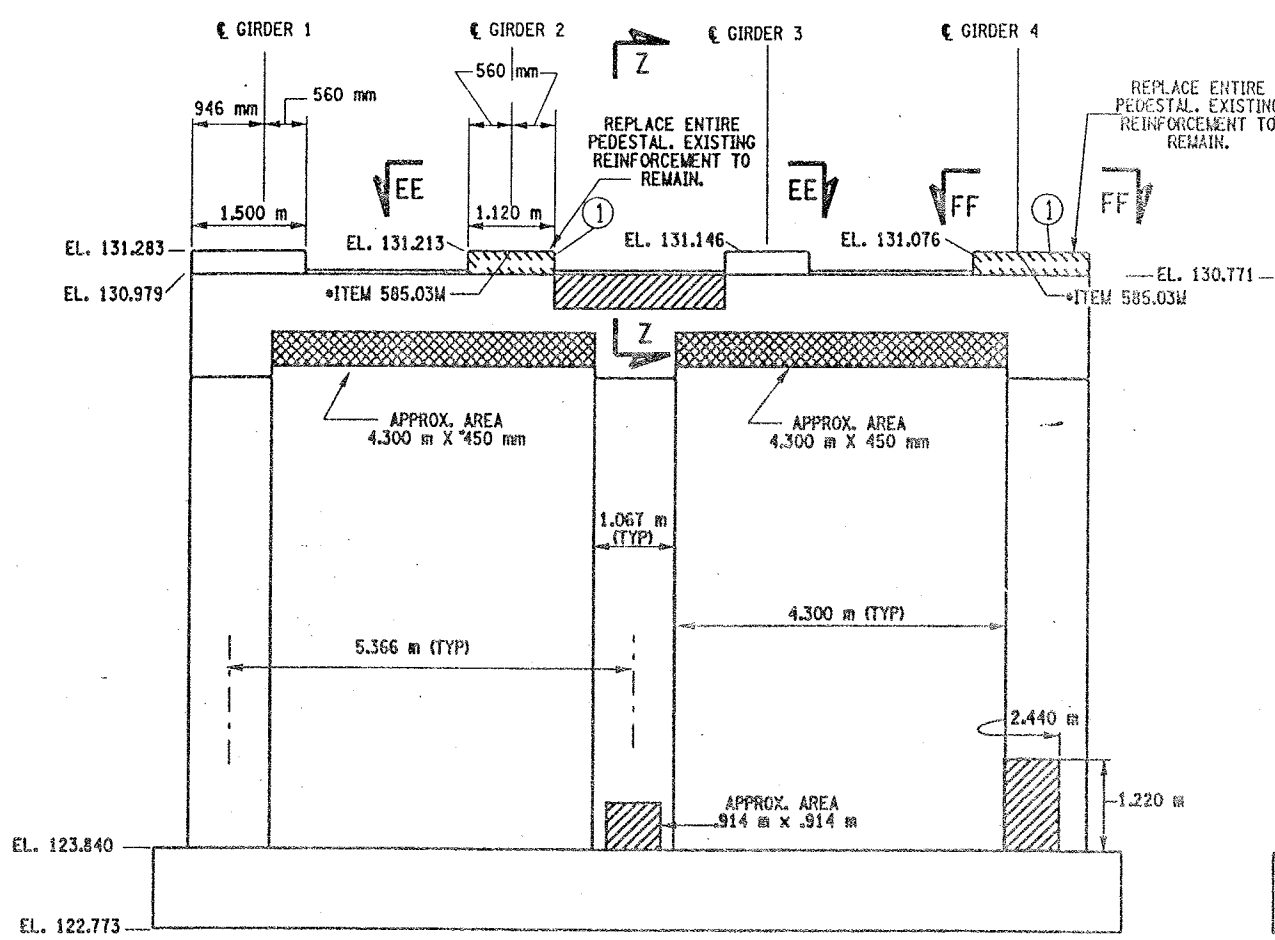 ℄ GIRDER 1
℄ GIRDER 2
℄ GIRDER 3
℄ GIRDER 4
Z
560 mm
946 mm
560 mm
REPLACE ENTIRE
PEDESTAL. EXISTING
REINFORCEMENT TO
REMAIN.
REPLACE ENTIRE
PEDESTAL. EXISTING
REINFORCEMENT TO
REMAIN.
EE
EE
FF
FF
1.500 m
1.120 m
1
1
EL. 131.283
EL. 131.213
EL. 131.146
EL. 131.076
EL. 130.979
*ITEM 585.03M
EL. 130.771
*ITEM 585.03M
Z
APPROX. AREA
4.300 m X 450 mm
APPROX. AREA
4.300 m X 450 mm
1.067 m
(TYP)
4.300 m (TYP)
5.366 m (TYP)
2.440 m
1.220 m
APPROX. AREA
.914 m x .914 m
EL. 123.840
EL. 122.773